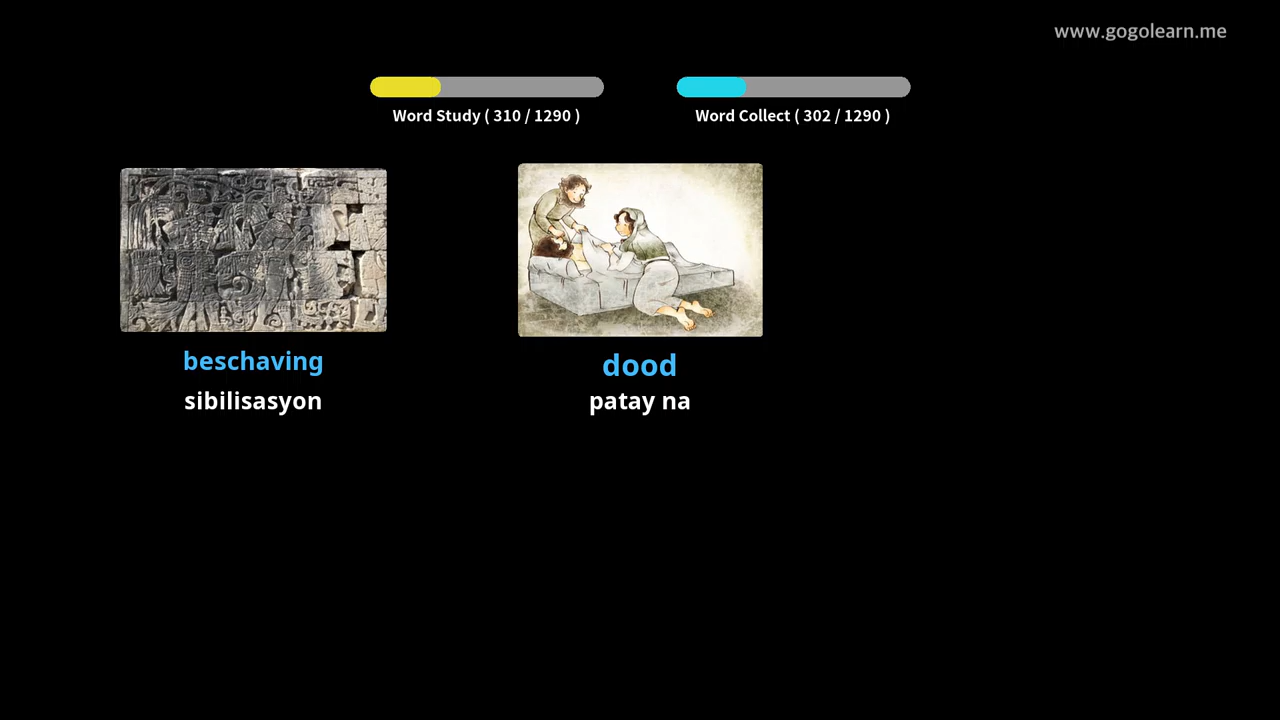 www.gogolearn.me
Word Study ( 310 / 1290 )
Word Collect ( 302 / 1290 )
beschaving
sibilisasyon
dood
patay na